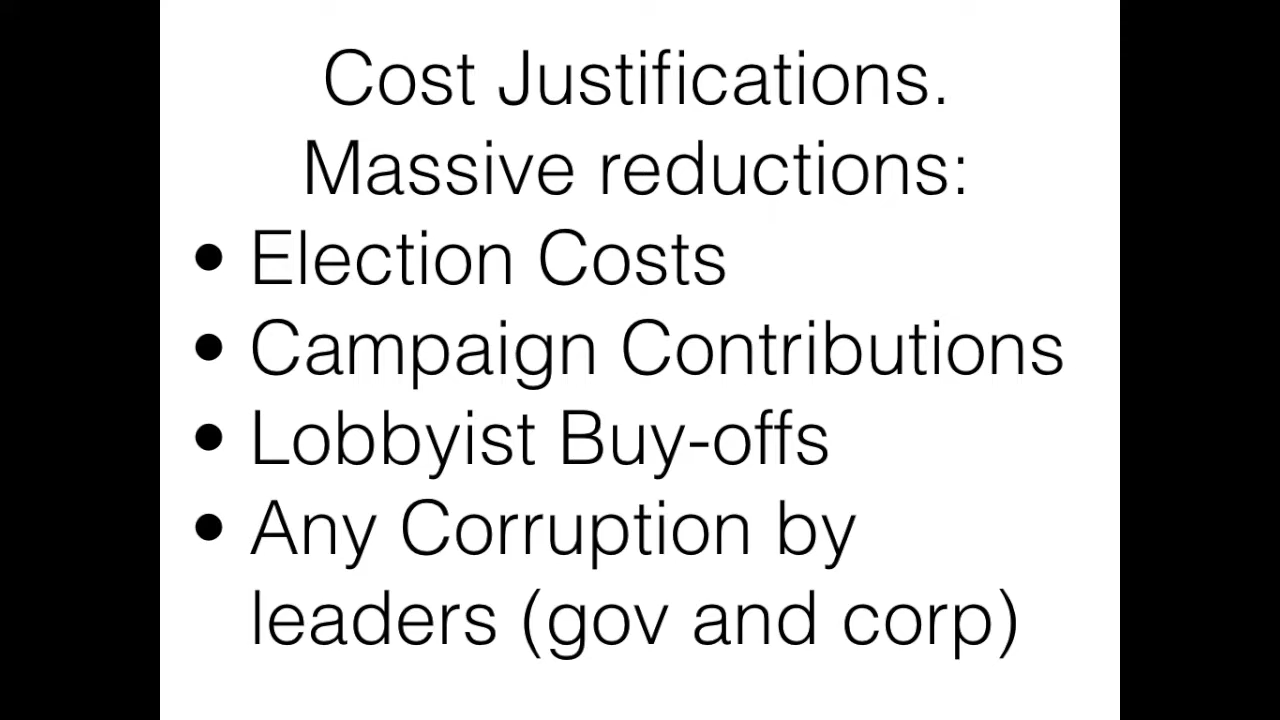 Cost Justifications.
Massive reductions:
• Election Costs
• Campaign Contributions
• Lobbyist Buy-offs
• Any Corruption by
leaders (gov and corp)